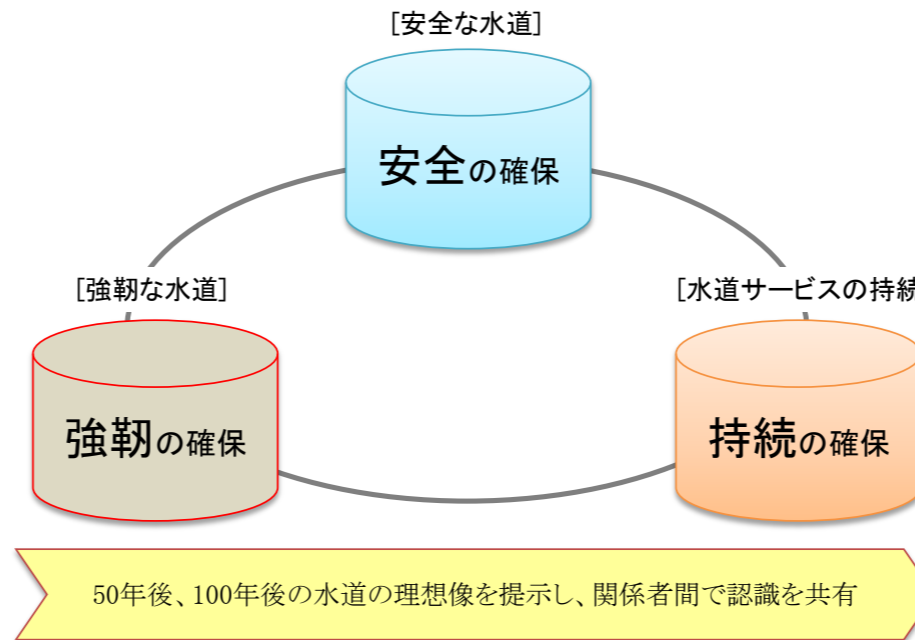 [安全な水道]
安全の確保
[強靭な水道]
[水道サービスの持続
強靭の確保
持続の確保
50年後、100年後の水道の理想像を提示し、関係者間で認識を共有